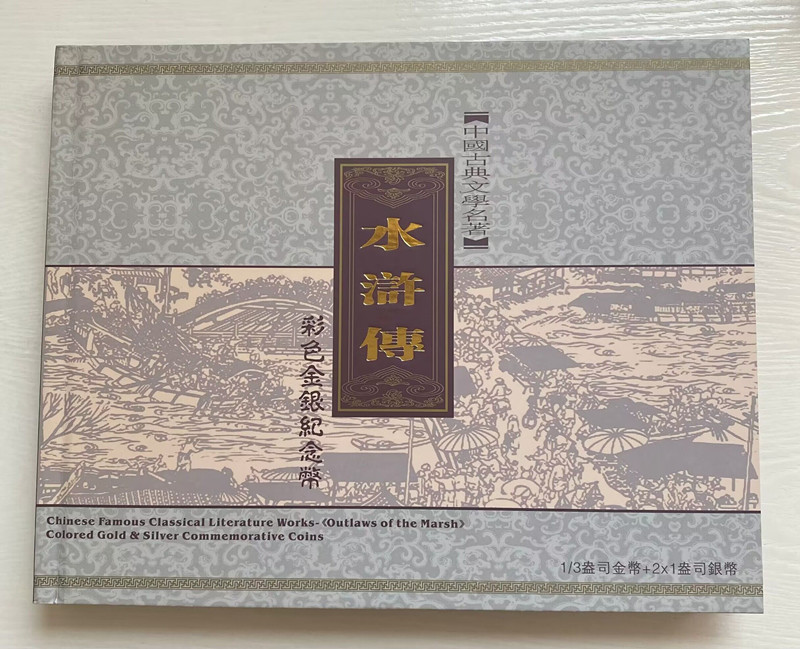 【中國古典文學名著】
水滸傳
彩色金銀紀念幣
Chinese Famous Classical Literature Works-《Outlaws of the Marsh》
Colored Gold & Silver Commemorative Coins
1/3盎司金幣+2x1盎司銀幣